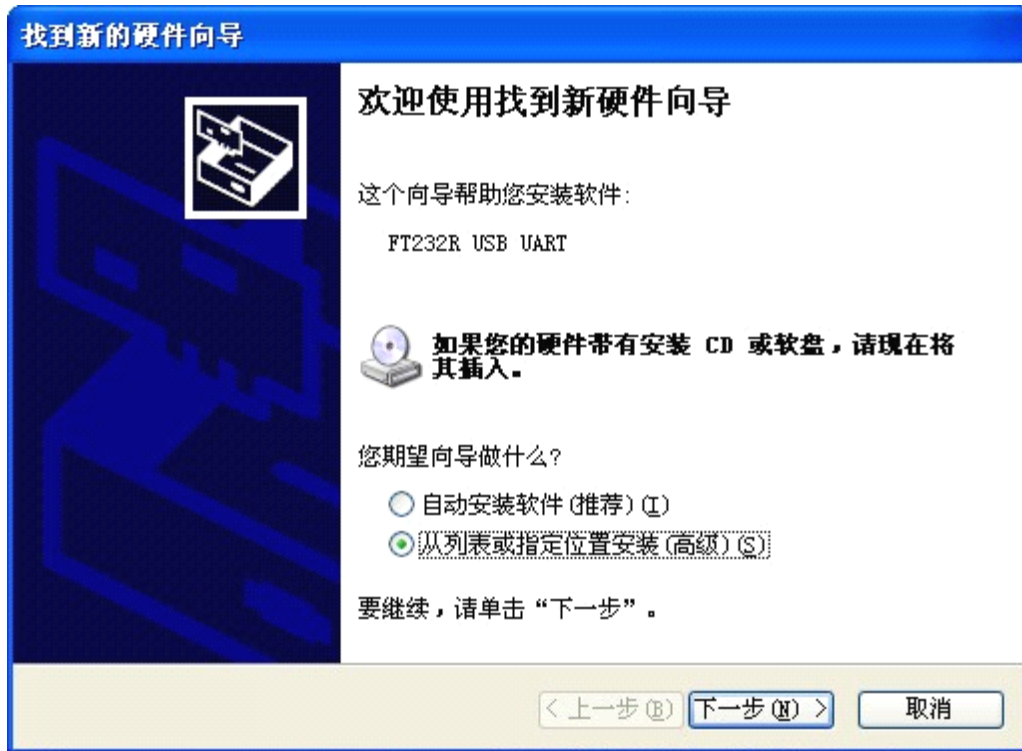 找到新的硬件向导
欢迎使用找到新硬件向导
这个向导帮助您安装软件:
FT232R USB UART
如果您的硬件带有安装 CD 或软盘，请现在将
其插入。
您期望向导做什么?
自动安装软件(推荐)(I)
从列表或指定位置安装(高级)(S)
要继续，请单击“下一步”。
< 上一步(B)
下一步(N) >
取消